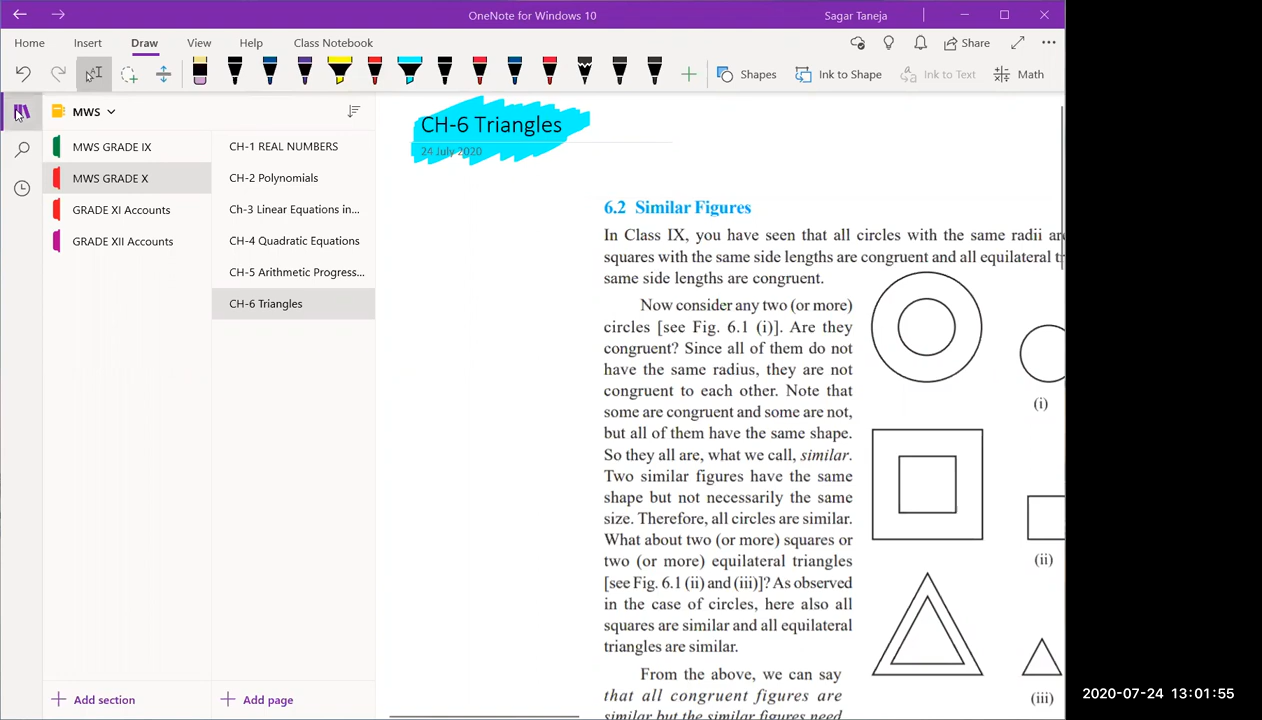 OneNote for Windows 10
Sagar Taneja
Home
Insert
Draw
View
Help
Class Notebook
Share
Shapes
Ink to Shape
Ink to Text
Math
MWS
MWS GRADE IX
MWS GRADE X
GRADE XI Accounts
GRADE XII Accounts
CH-1 REAL NUMBERS
CH-2 Polynomials
Ch-3 Linear Equations in...
CH-4 Quadratic Equations
CH-5 Arithmetic Progress...
CH-6 Triangles
Add section
Add page
CH-6 Triangles
24 July 2020
6.2 Similar Figures
In Class IX, you have seen that all circles with the same radii are
squares with the same side lengths are congruent and all equilateral t
same side lengths are congruent.
Now consider any two (or more)
circles [see Fig. 6.1 (i)]. Are they
congruent? Since all of them do not
have the same radius, they are not
congruent to each other. Note that
some are congruent and some are not,
but all of them have the same shape.
So they all are, what we call, similar.
Two similar figures have the same
shape but not necessarily the same
size. Therefore, all circles are similar.
What about two (or more) squares or
two (or more) equilateral triangles
[see Fig. 6.1 (ii) and (iii)]? As observed
in the case of circles, here also all
squares are similar and all equilateral
triangles are similar.
From the above, we can say
that all congruent figures are
similar but the similar figures need
(i)
(ii)
(iii)
2020-07-24 13:01:55